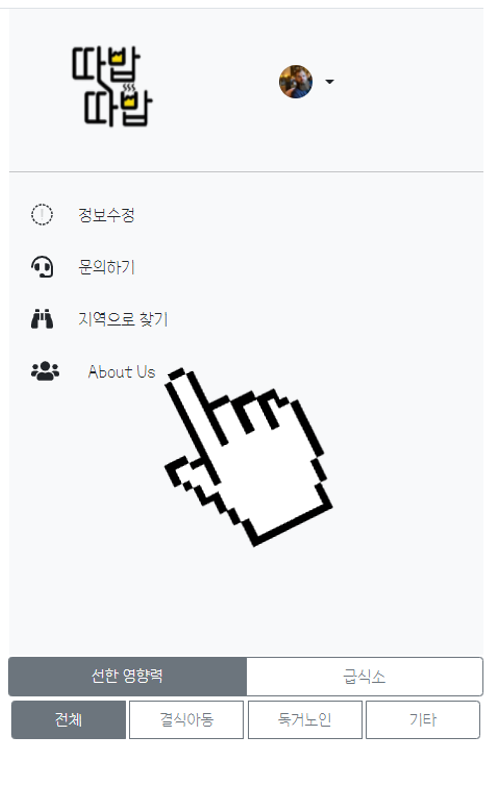 따밥
따밥
정보수정
문의하기
지역으로 찾기
About Us
선한 영향력
급식소
전체
결식아동
독거노인
기타